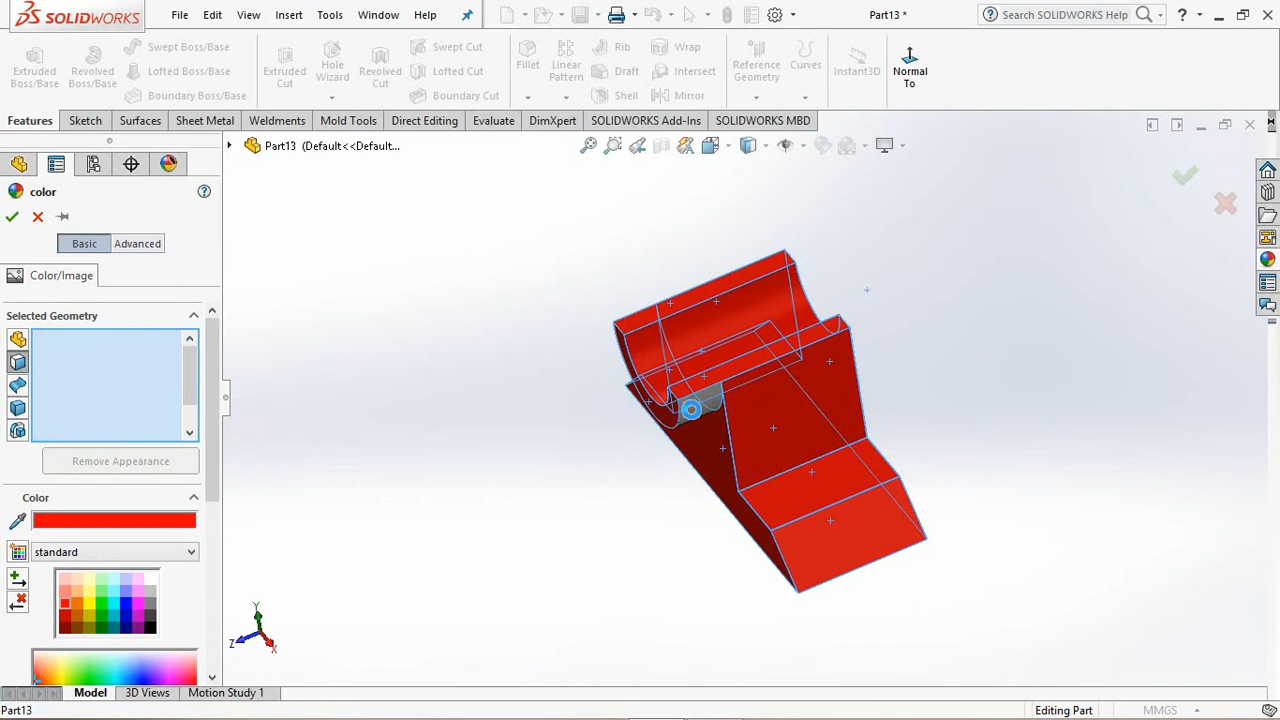 SOLIDWORKS File Edit View Insert Tools Window Help Part13 * Search SOLIDWORKS Help ?
Extruded Boss/Base
Revolved Boss/Base
Swept Boss/Base
Lofted Boss/Base
Boundary Boss/Base
Extruded Cut
Hole Wizard
Revolved Cut
Swept Cut
Lofted Cut
Boundary Cut
Fillet
Linear Pattern
Rib
Draft
Shell
Wrap
Intersect
Mirror
Reference Geometry
Curves
Instant3D
Normal To
Features Sketch Surfaces Sheet Metal Weldments Mold Tools Direct Editing Evaluate DimXpert SOLIDWORKS Add-Ins SOLIDWORKS MBD
Part13 (Default<<Default...
color ?
Basic Advanced
Color/Image
Selected Geometry
Remove Appearance
Color
standard
Y
Z
X
Model 3D Views Motion Study 1
Part13 Editing Part MMGS